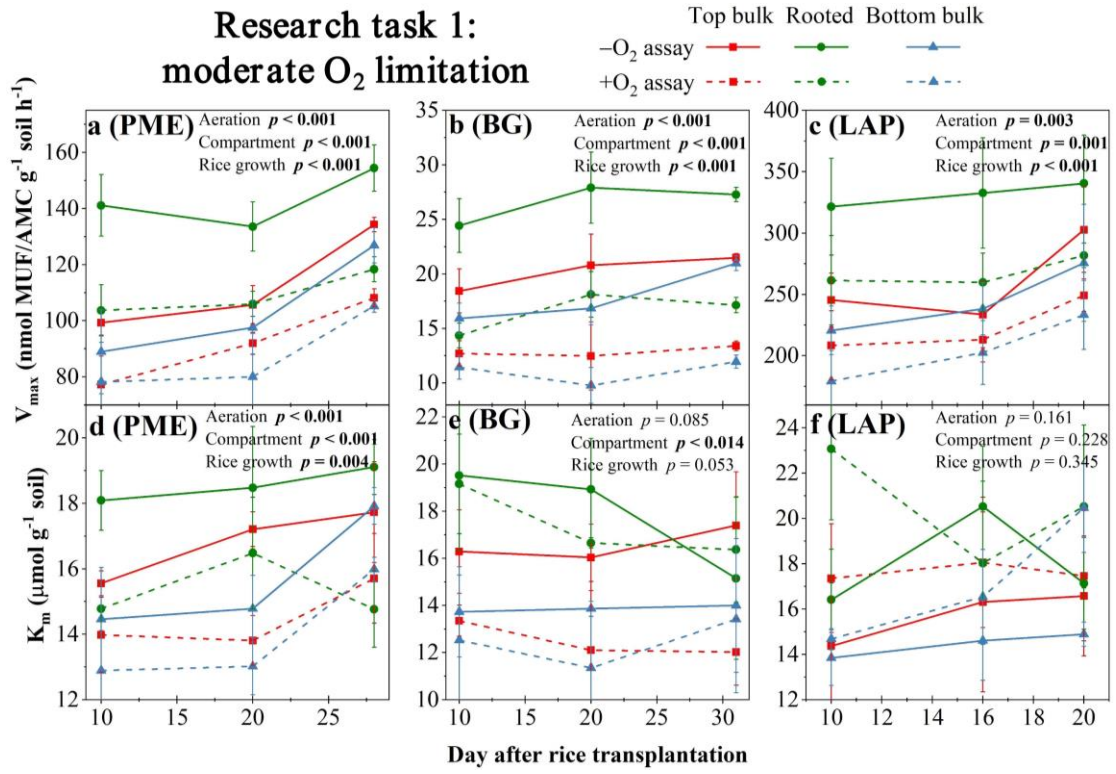 Research task 1:
moderate O₂ limitation
Top bulk Rooted Bottom bulk
−O₂ assay
+O₂ assay
a (PME)
Aeration p < 0.001
Compartment p < 0.001
Rice growth p < 0.001
160
140
120
100
80
b (BG)
Aeration p < 0.001
Compartment p < 0.001
Rice growth p < 0.001
35
30
25
20
15
10
c (LAP)
Aeration p = 0.003
Compartment p = 0.001
Rice growth p < 0.001
400
350
300
250
200
Vmax (nmol MUF/AMC g⁻¹ soil h⁻¹)
d (PME)
Aeration p < 0.001
Compartment p < 0.001
Rice growth p = 0.004
20
18
16
14
12
10 15 20 25
e (BG)
Aeration p = 0.085
Compartment p < 0.014
Rice growth p = 0.053
22
20
18
16
14
12
10
10 15 20 25 30
f (LAP)
Aeration p = 0.161
Compartment p = 0.228
Rice growth p = 0.345
24
22
20
18
16
14
12
10 12 14 16 18 20
Km (μmol g⁻¹ soil)
Day after rice transplantation